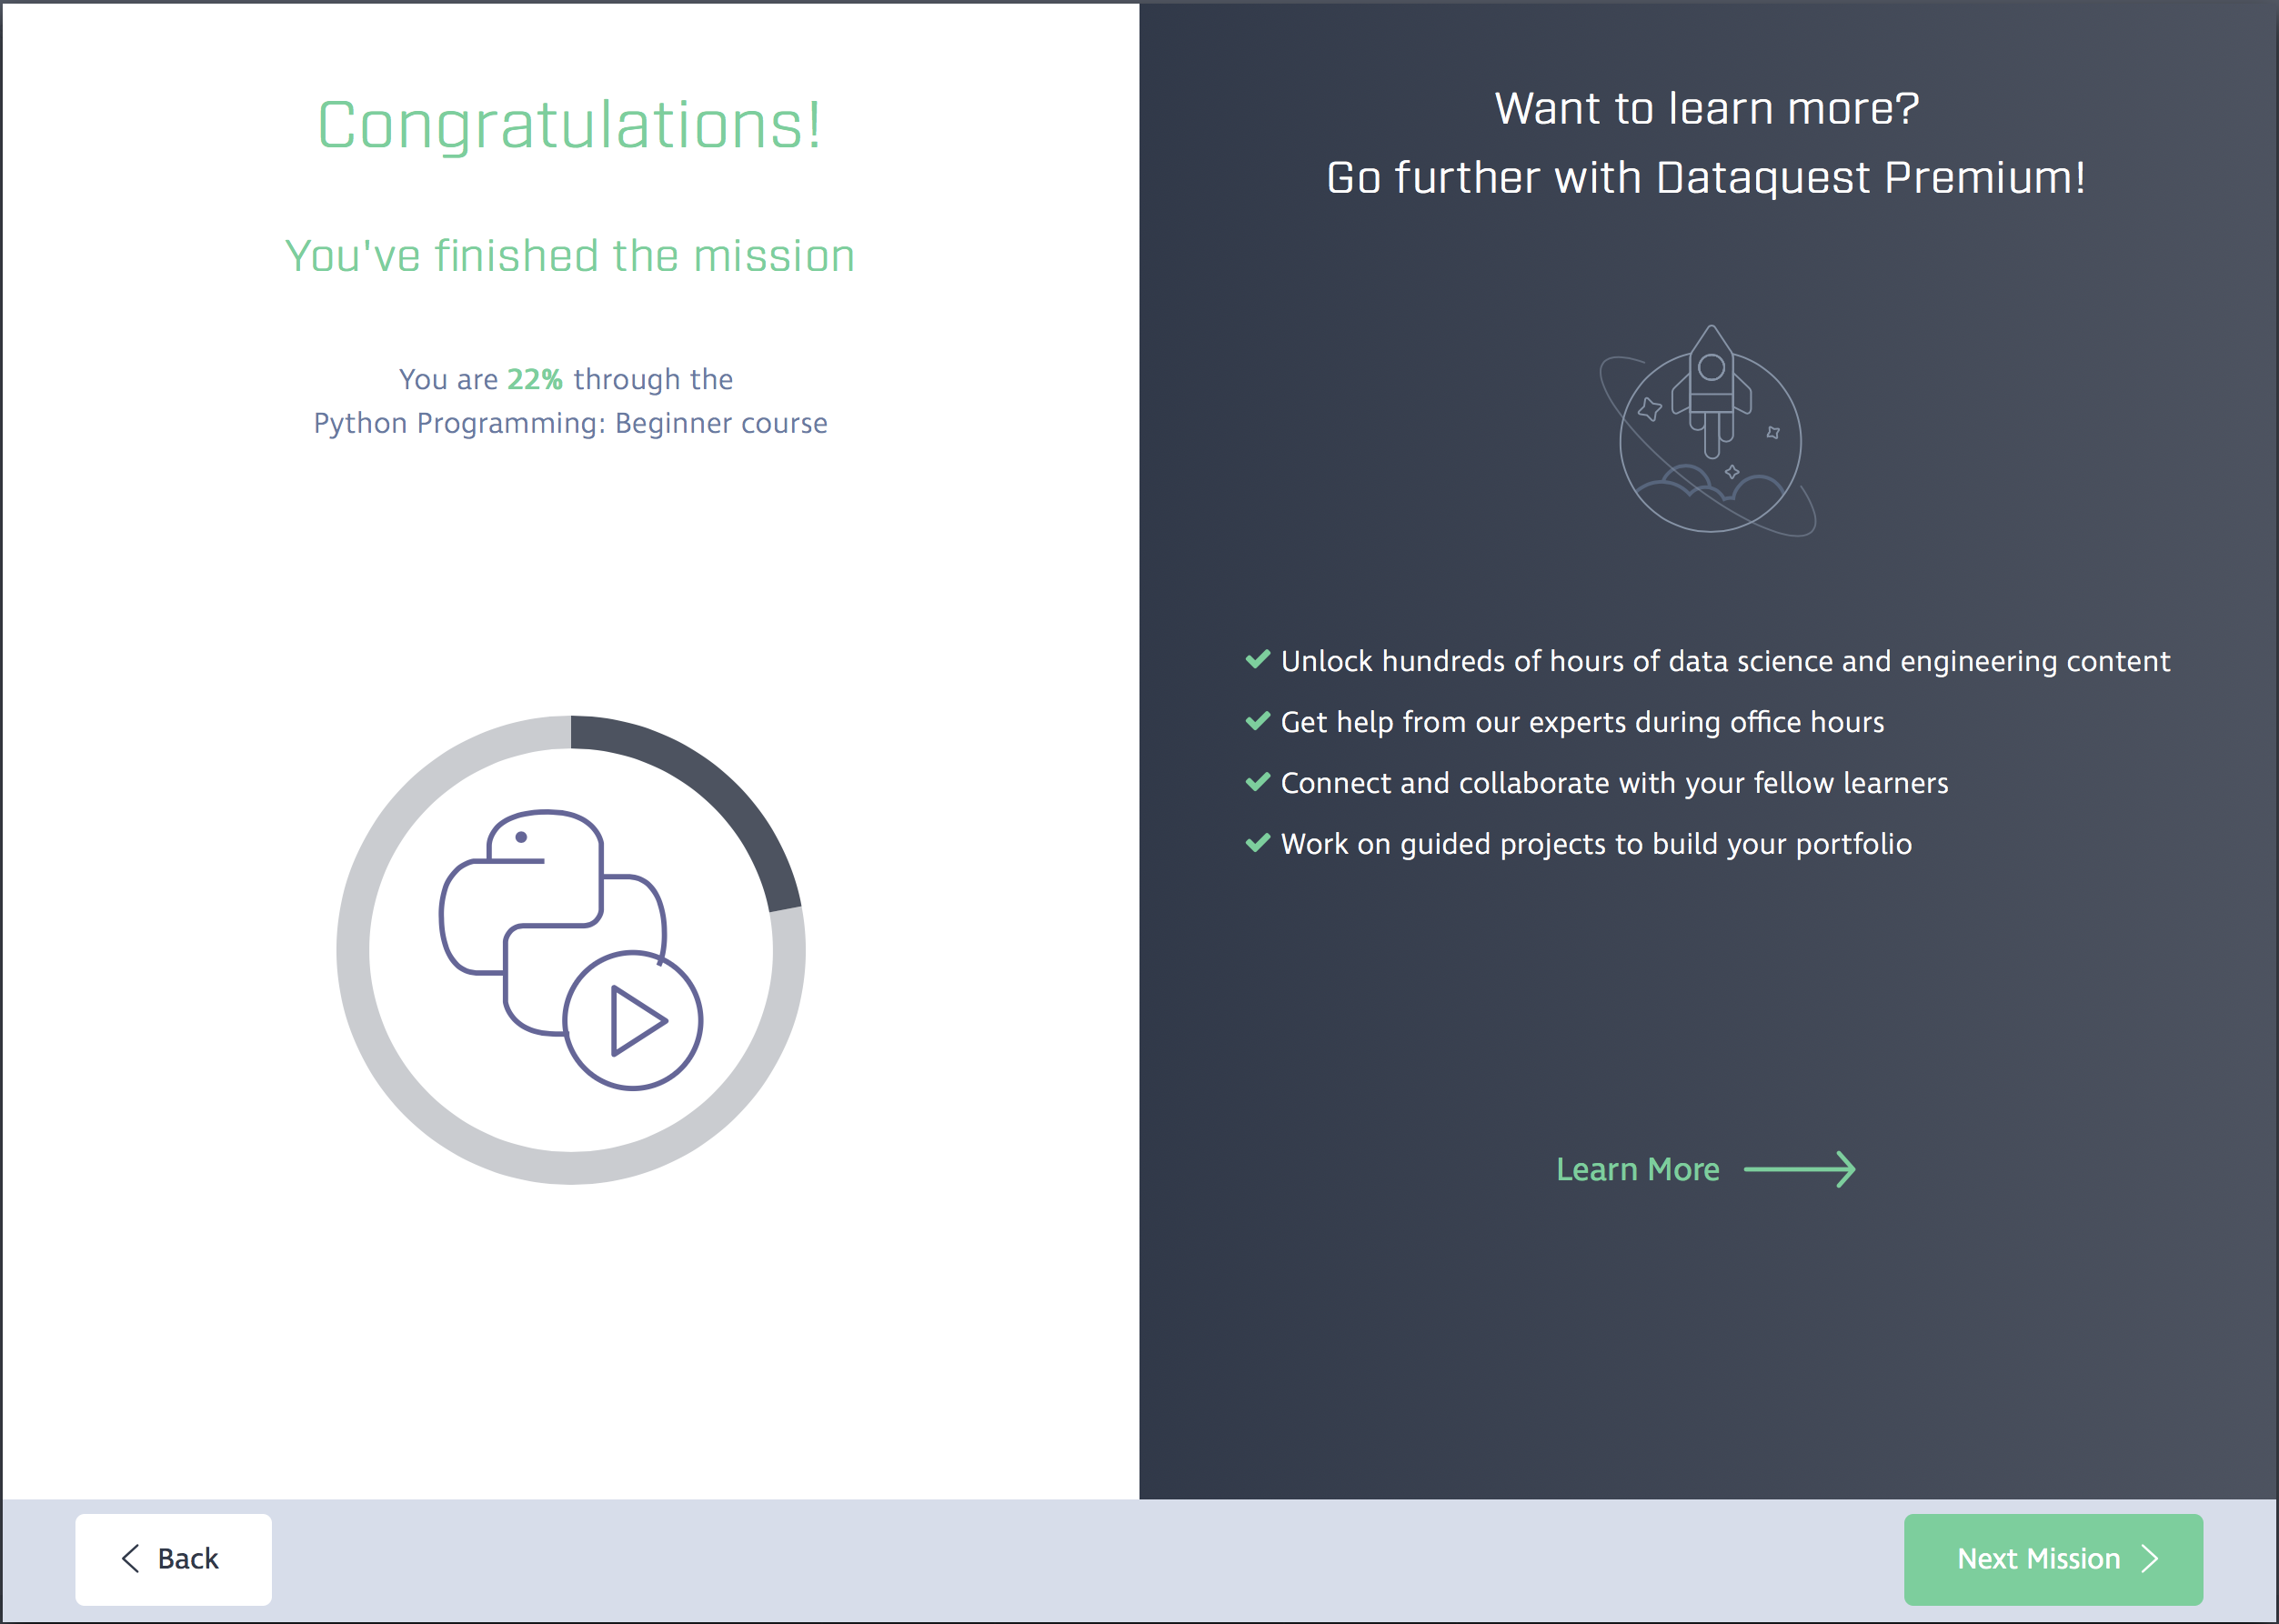 Congratulations!
You've finished the mission
You are 22% through the
Python Programming: Beginner course
Want to learn more?
Go further with Dataquest Premium!
Unlock hundreds of hours of data science and engineering content
Get help from our experts during office hours
Connect and collaborate with your fellow learners
Work on guided projects to build your portfolio
Learn More
Back
Next Mission